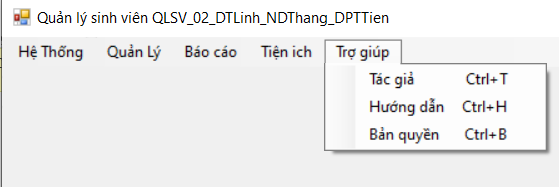 Quản lý sinh viên QLSV_02_DTLinh_NDThang_DPTTien
Hệ Thống Quản Lý Báo cáo Tiện ich Trợ giúp
Tác giả Ctrl+T
Hướng dẫn Ctrl+H
Bản quyền Ctrl+B